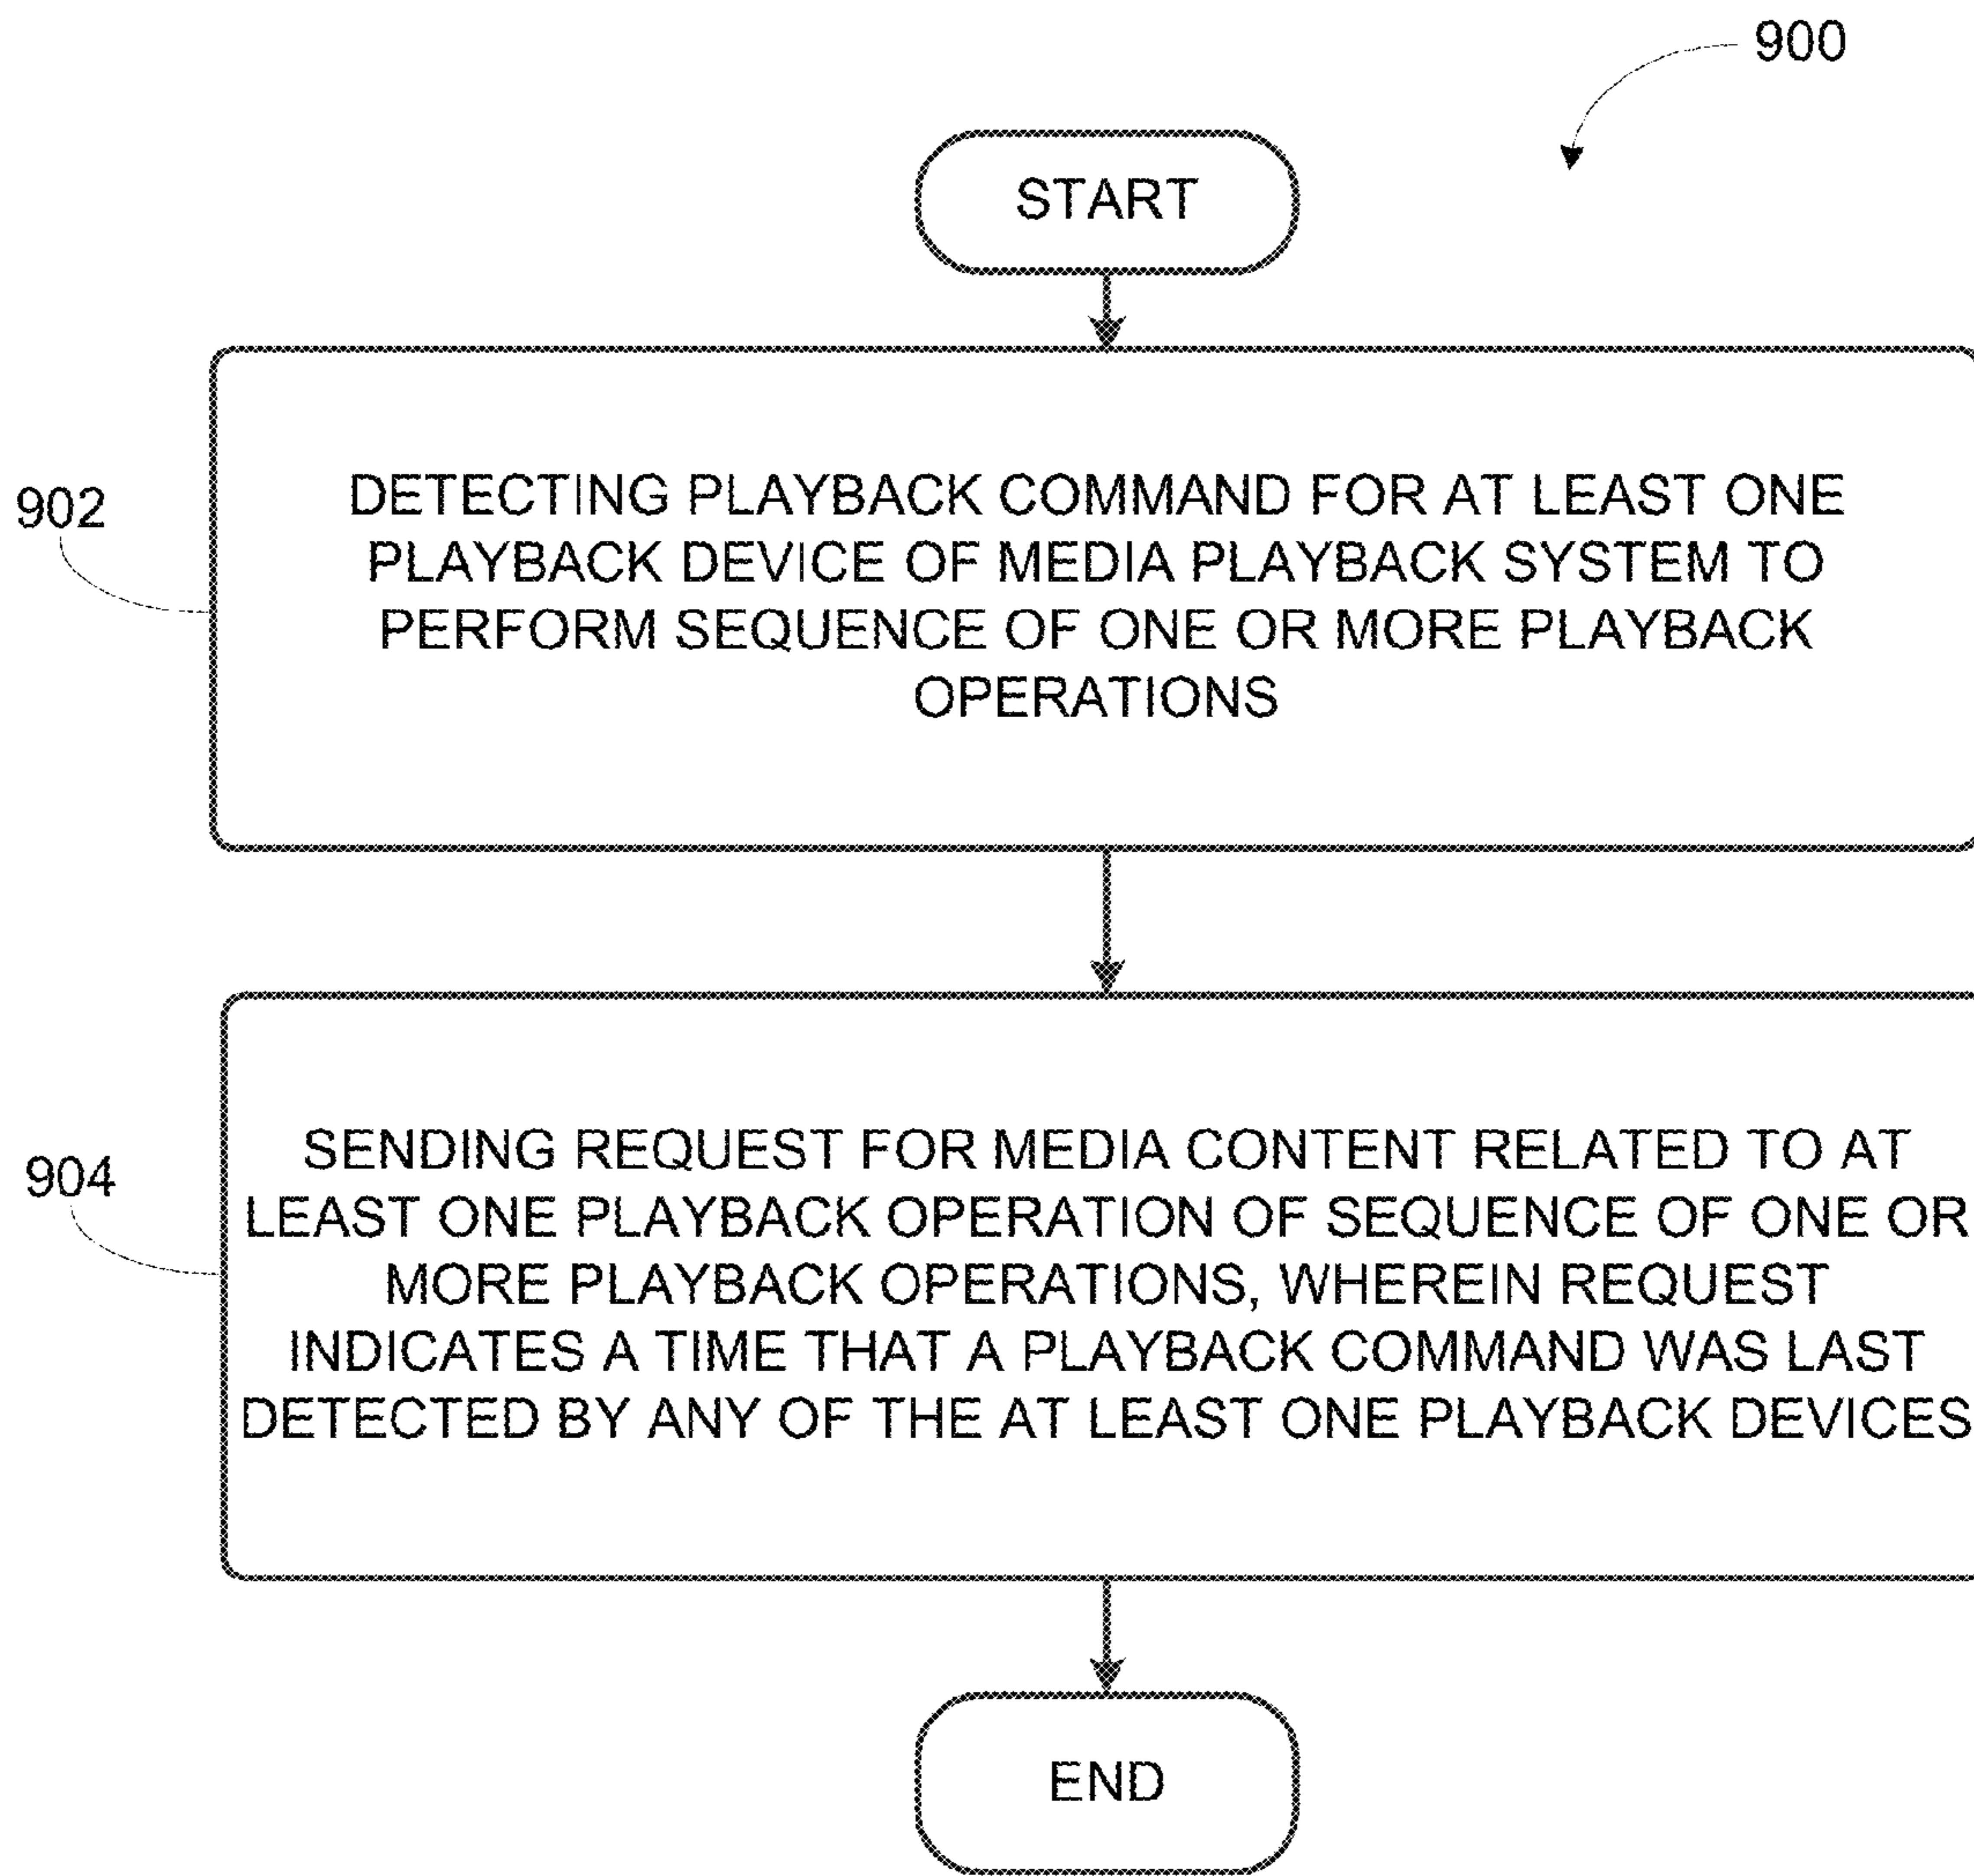 900
START
902
DETECTING PLAYBACK COMMAND FOR AT LEAST ONE
PLAYBACK DEVICE OF MEDIA PLAYBACK SYSTEM TO
PERFORM SEQUENCE OF ONE OR MORE PLAYBACK
OPERATIONS
904
SENDING REQUEST FOR MEDIA CONTENT RELATED TO AT
LEAST ONE PLAYBACK OPERATION OF SEQUENCE OF ONE OR
MORE PLAYBACK OPERATIONS, WHEREIN REQUEST
INDICATES A TIME THAT A PLAYBACK COMMAND WAS LAST
DETECTED BY ANY OF THE AT LEAST ONE PLAYBACK DEVICES
END